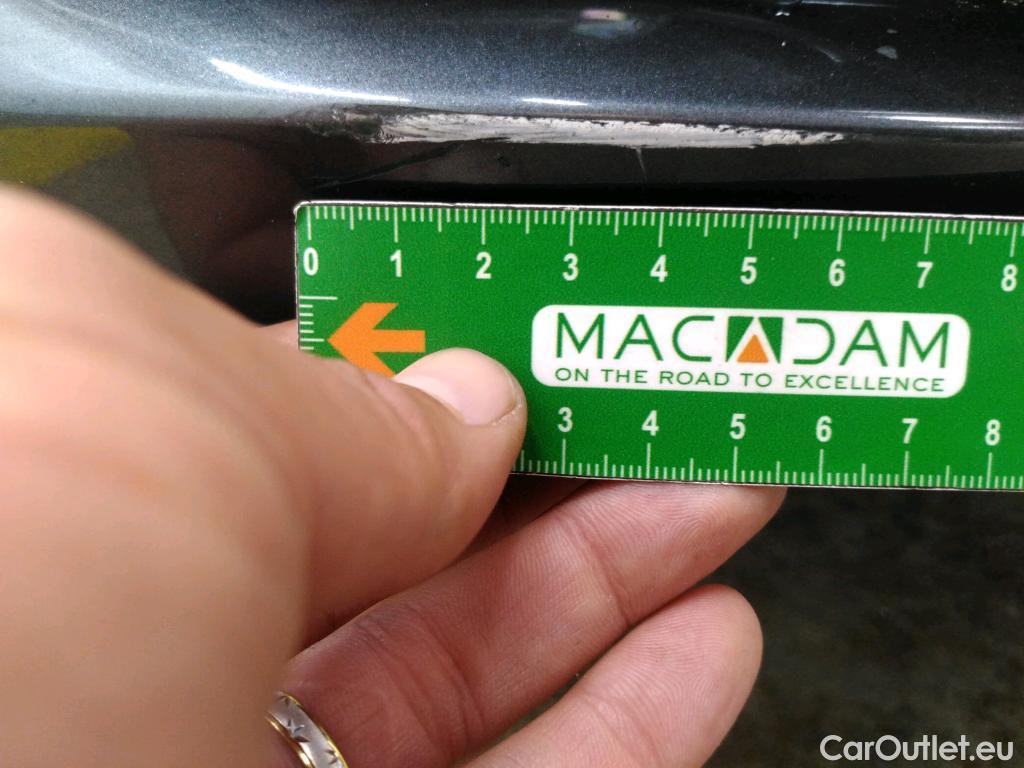 0 1 2 3 4 5 6 7 8
MACADAM
ON THE ROAD TO EXCELLENCE
3 4 5 6 7 8
CarOutlet.eu